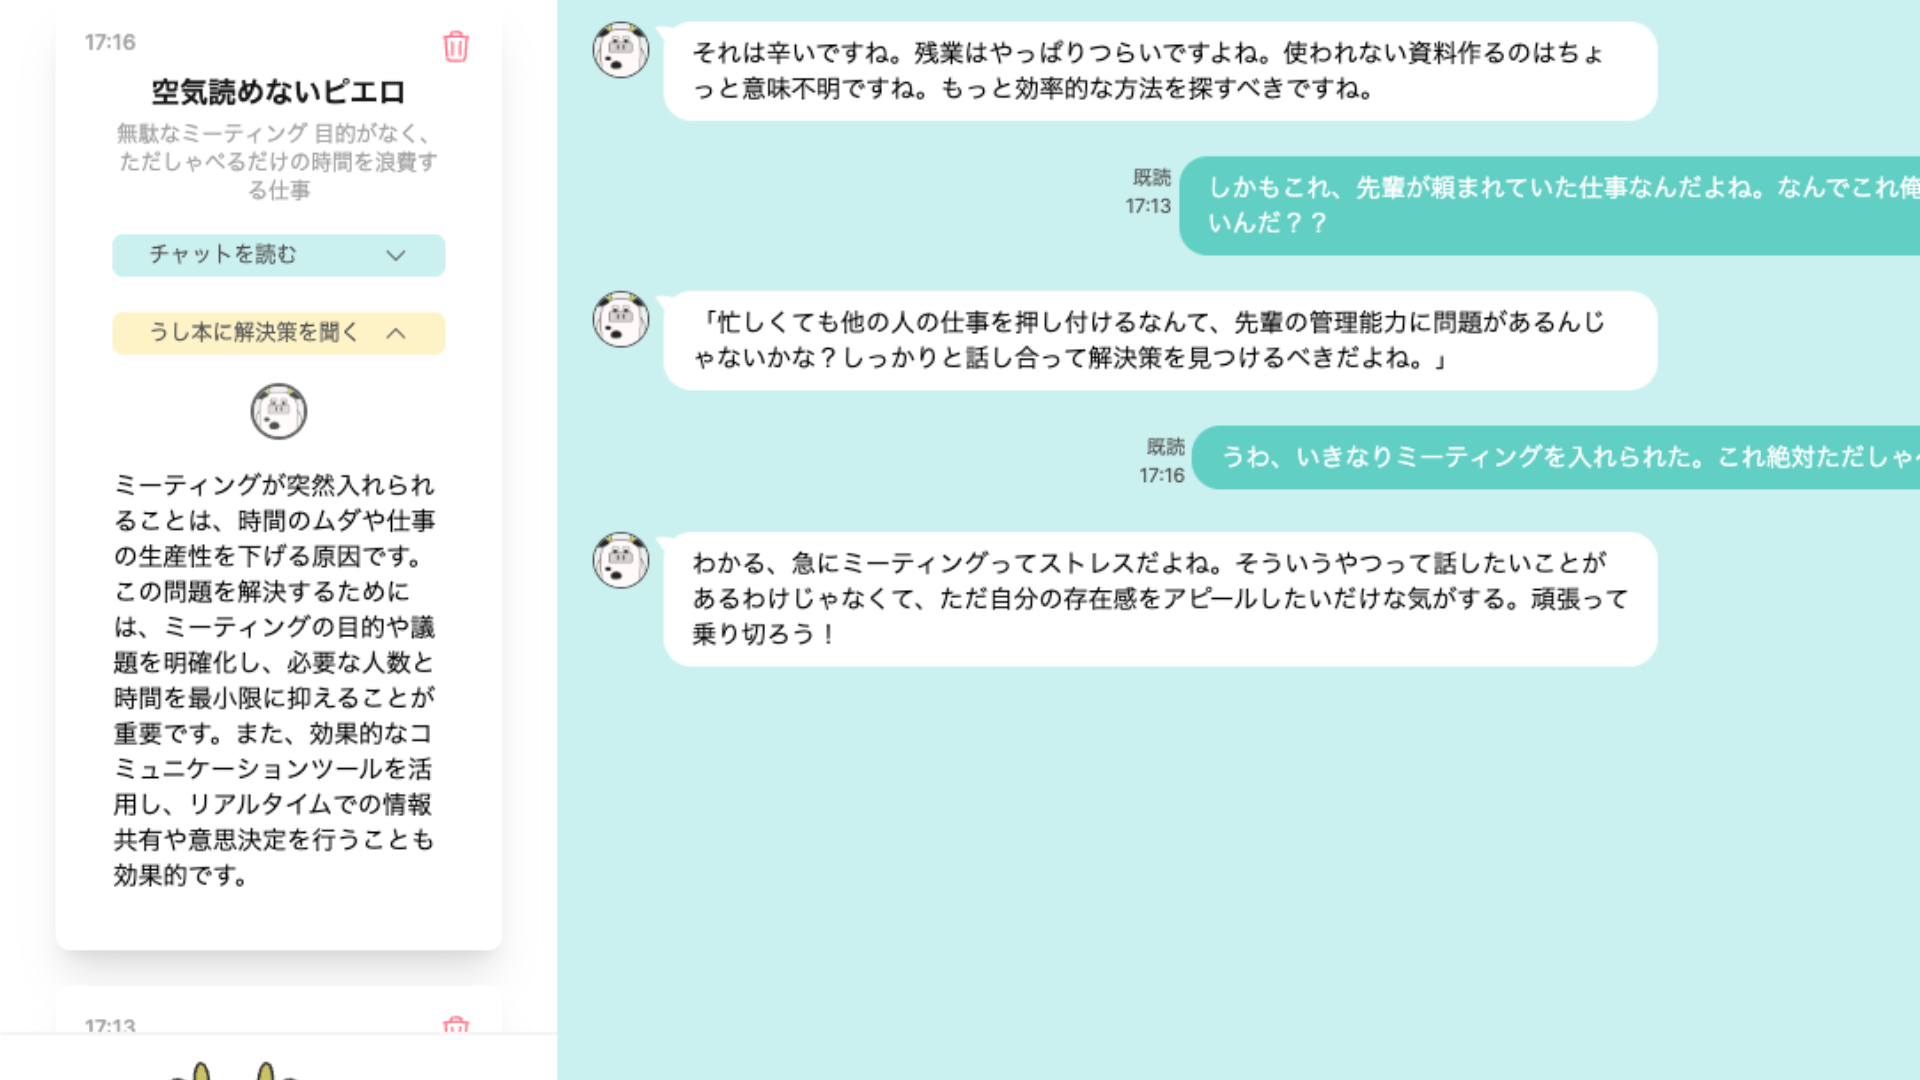 17:16
空気読めないピエロ
無駄なミーティング 目的がなく、
ただしゃべるだけの時間を浪費す
る仕事
チャットを読む
うし本に解決策を聞く
ミーティングが突然入れられ
ることは、時間のムダや仕事
の生産性を下げる原因です。
この問題を解決するために
は、ミーティングの目的や議
題を明確化し、必要な人数と
時間を最小限に抑えることが
重要です。また、効果的なコ
ミュニケーションツールを活
用し、リアルタイムでの情報
共有や意思決定を行うことも
効果的です。
17:13
それは辛いですね。残業はやっぱりつらいですよね。使われない資料作るのはちょ
っと意味不明ですね。もっと効率的な方法を探すべきですね。
既読
17:13
しかもこれ、先輩が頼まれていた仕事なんだよね。なんでこれ俺
いんだ？？
「忙しくても他の人の仕事を押し付けるなんて、先輩の管理能力に問題があるんじ
ゃないかな？しっかりと話し合って解決策を見つけるべきだよね。」
既読
17:16
うわ、いきなりミーティングを入れられた。これ絶対ただしゃ
わかる、急にミーティングってストレスだよね。そういうやつって話したいことが
あるわけじゃなくて、ただ自分の存在感をアピールしたいだけな気がする。頑張って
乗り切ろう！